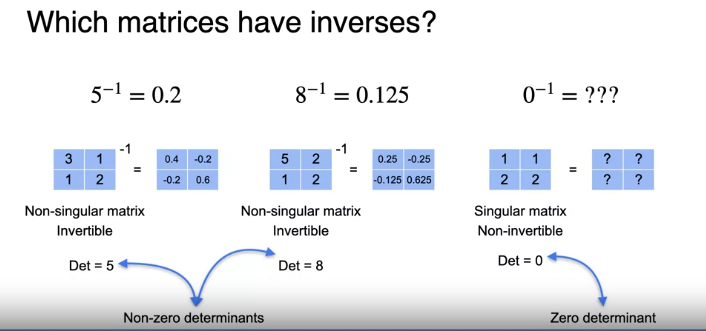 Which matrices have inverses?
5⁻¹ = 0.2
8⁻¹ = 0.125
0⁻¹ = ???
3 1 -1 0.4 -0.2
1 2 = -0.2 0.6
5 2 -1 0.25 -0.25
1 2 = -0.125 0.625
1 1 ? ?
2 2 = ? ?
Non-singular matrix
Invertible
Non-singular matrix
Invertible
Singular matrix
Non-invertible
Det = 5
Det = 8
Det = 0
Non-zero determinants
Zero determinant